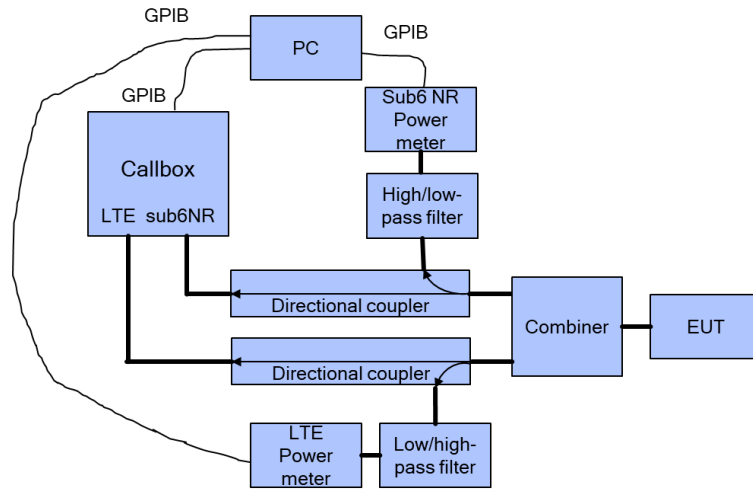 GPIB
PC
GPIB
GPIB
Sub6 NR
Power
meter
Callbox
LTE sub6NR
High/low-
pass filter
Directional coupler
Combiner
EUT
Directional coupler
LTE
Power
meter
Low/high-
pass filter